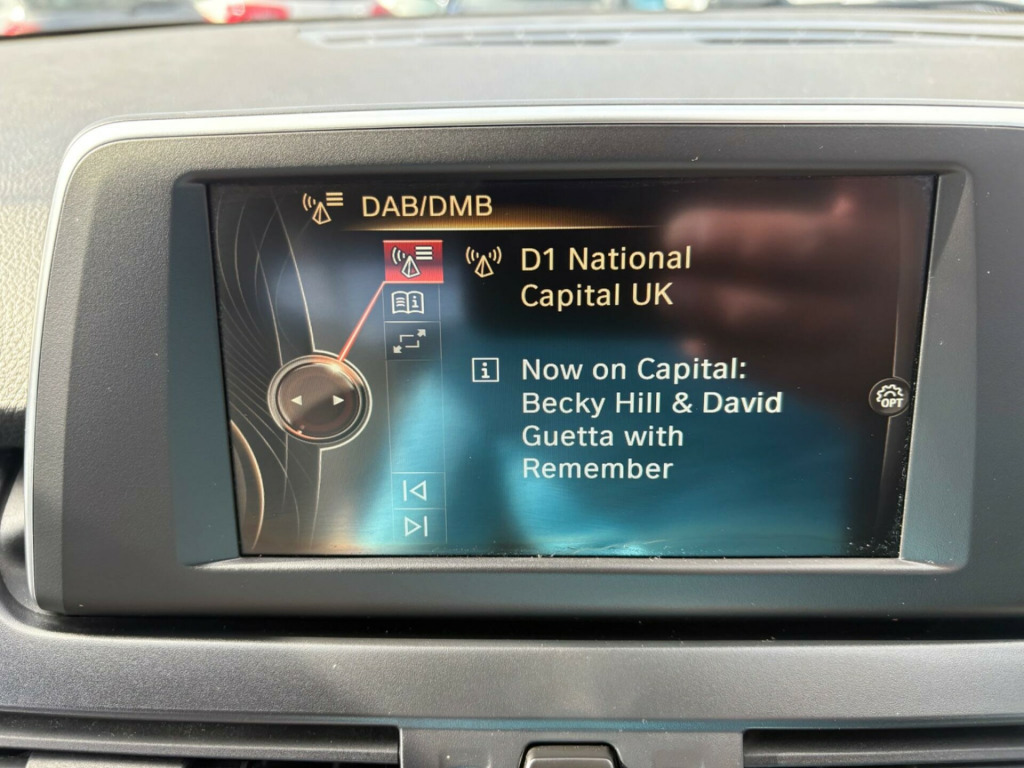 DAB/DMB
D1 National
Capital UK
i
Now on Capital:
Becky Hill & David
Guetta with
Remember
OPT